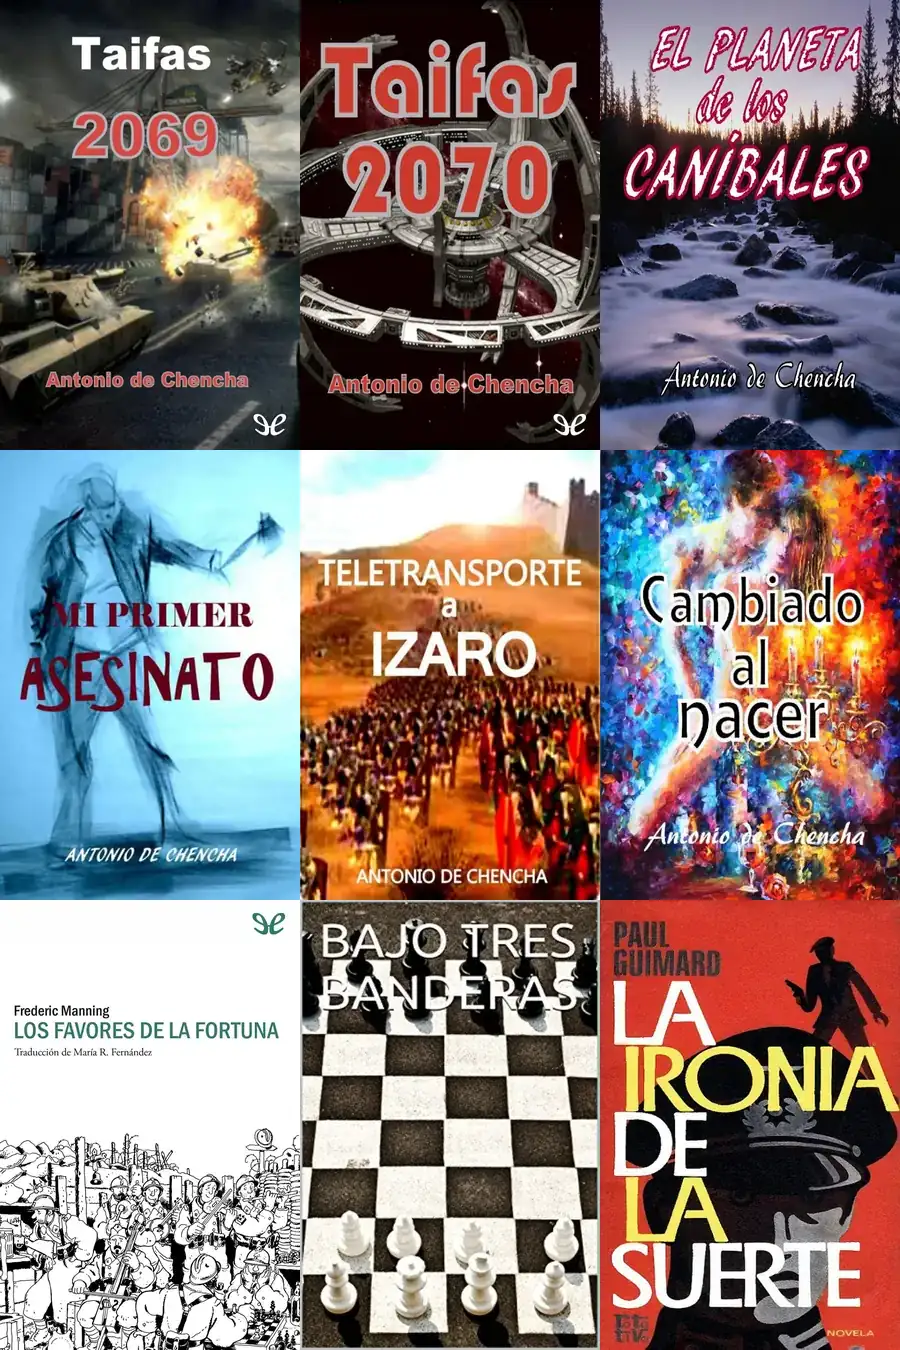 Taifas
2069
Antonio de Chencha
Taifas
2070
Antonio de Chencha
EL PLANETA
de los
CANÍBALES
Antonio de Chencha
MI PRIMER
ASESINATO
ANTONIO DE CHENCHA
TELETRANSPORTE
a
IZARO
ANTONIO DE CHENCHA
Cambiado
al
nacer
Antonio de Chencha
Frederic Manning
LOS FAVORES DE LA FORTUNA
Traducción de María R. Fernández
BAJO TRES
BANDERAS
PAUL
GUIMARD
LA
IRONIA
DE
LA
SUERTE
NOVELA